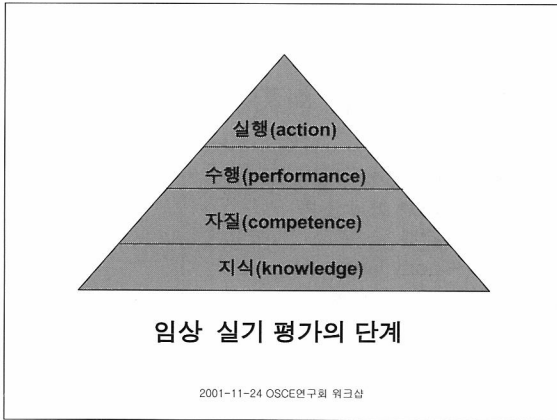 실행(action)
수행(performance)
자질(competence)
지식(knowledge)
임상 실기 평가의 단계
2001-11-24 OSCE연구회 워크샵